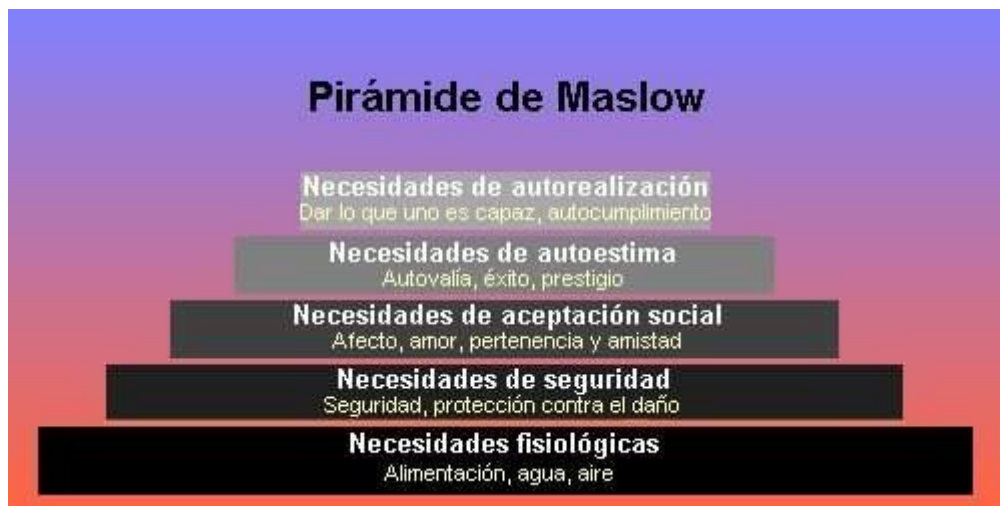 Pirámide de Maslow
Necesidades de autorealización
Dar lo que uno es capaz, autocumplimiento
Necesidades de autoestima
Autovalía, éxito, prestigio
Necesidades de aceptación social
Afecto, amor, pertenencia y amistad
Necesidades de seguridad
Seguridad, protección contra el daño
Necesidades fisiológicas
Alimentación, agua, aire